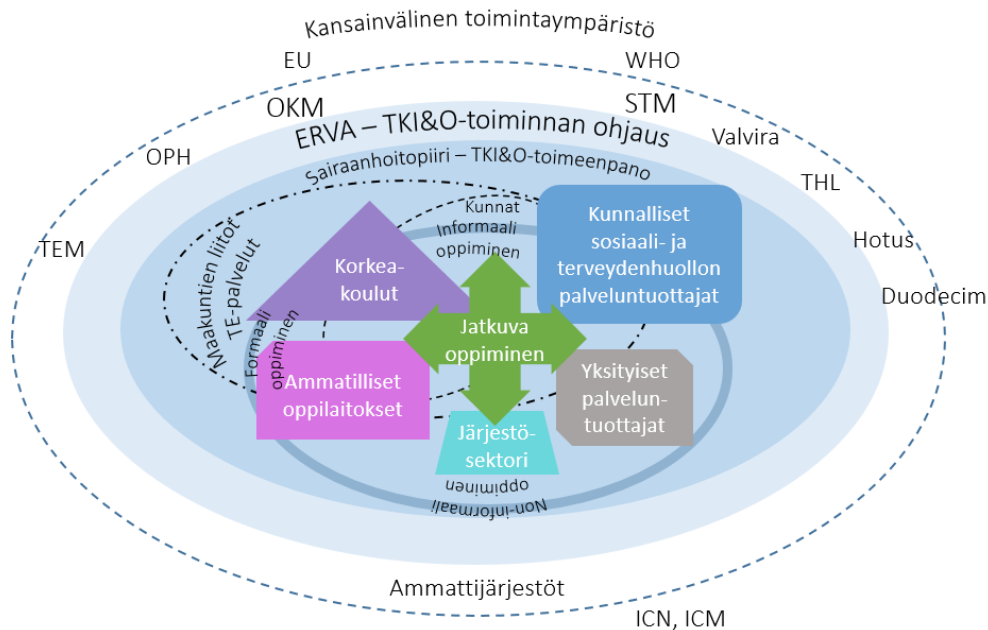 Kansainvälinen toimintaympäristö
EU
WHO
OKM
STM
ERVA – TKI&O-toiminnan ohjaus
Valvira
OPH
Sairaanhoitopiiri – TKI&O-toimeenpano
THL
TEM
Hotus
Duodecim
Maakuntien liitot
TE-palvelut
Kunnat
Informaali
oppiminen
Kunnalliset
sosiaali- ja
terveydenhuollon
palveluntuottajat
Korkea-
koulut
Jatkuva
oppiminen
Formaali
oppiminen
Ammatilliset
oppilaitokset
Yksityiset
palvelun-
tuottajat
Järjestö-
sektori
Non-informaali
oppiminen
Ammattijärjestöt
ICN, ICM